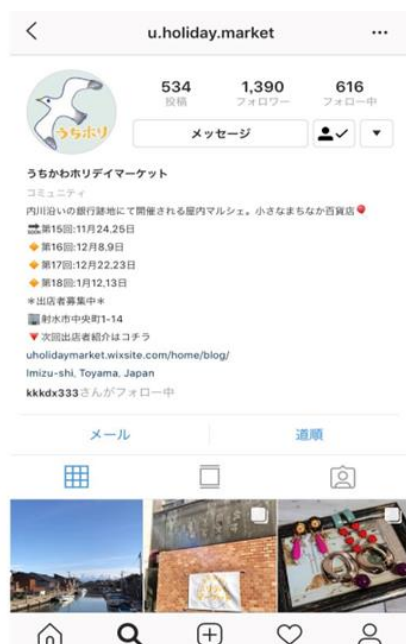 u.holiday.market
うちホリ
534
投稿
1,390
フォロワー
616
フォロー中
メッセージ
うちかわホリデイマーケット
コミュニティ
内川沿いの銀行跡地にて開催される屋内マルシェ。小さなまちなか百貨店
第15回:11月24,25日
第16回:12月8,9日
第17回:12月22,23日
第18回:1月12,13日
＊出店者募集中＊
射水市中央町1-14
次回出店者紹介はコチラ
uholidaymarket.wixsite.com/home/blog/
Imizu-shi, Toyama, Japan
kkkdx333さんがフォロー中
メール
道順